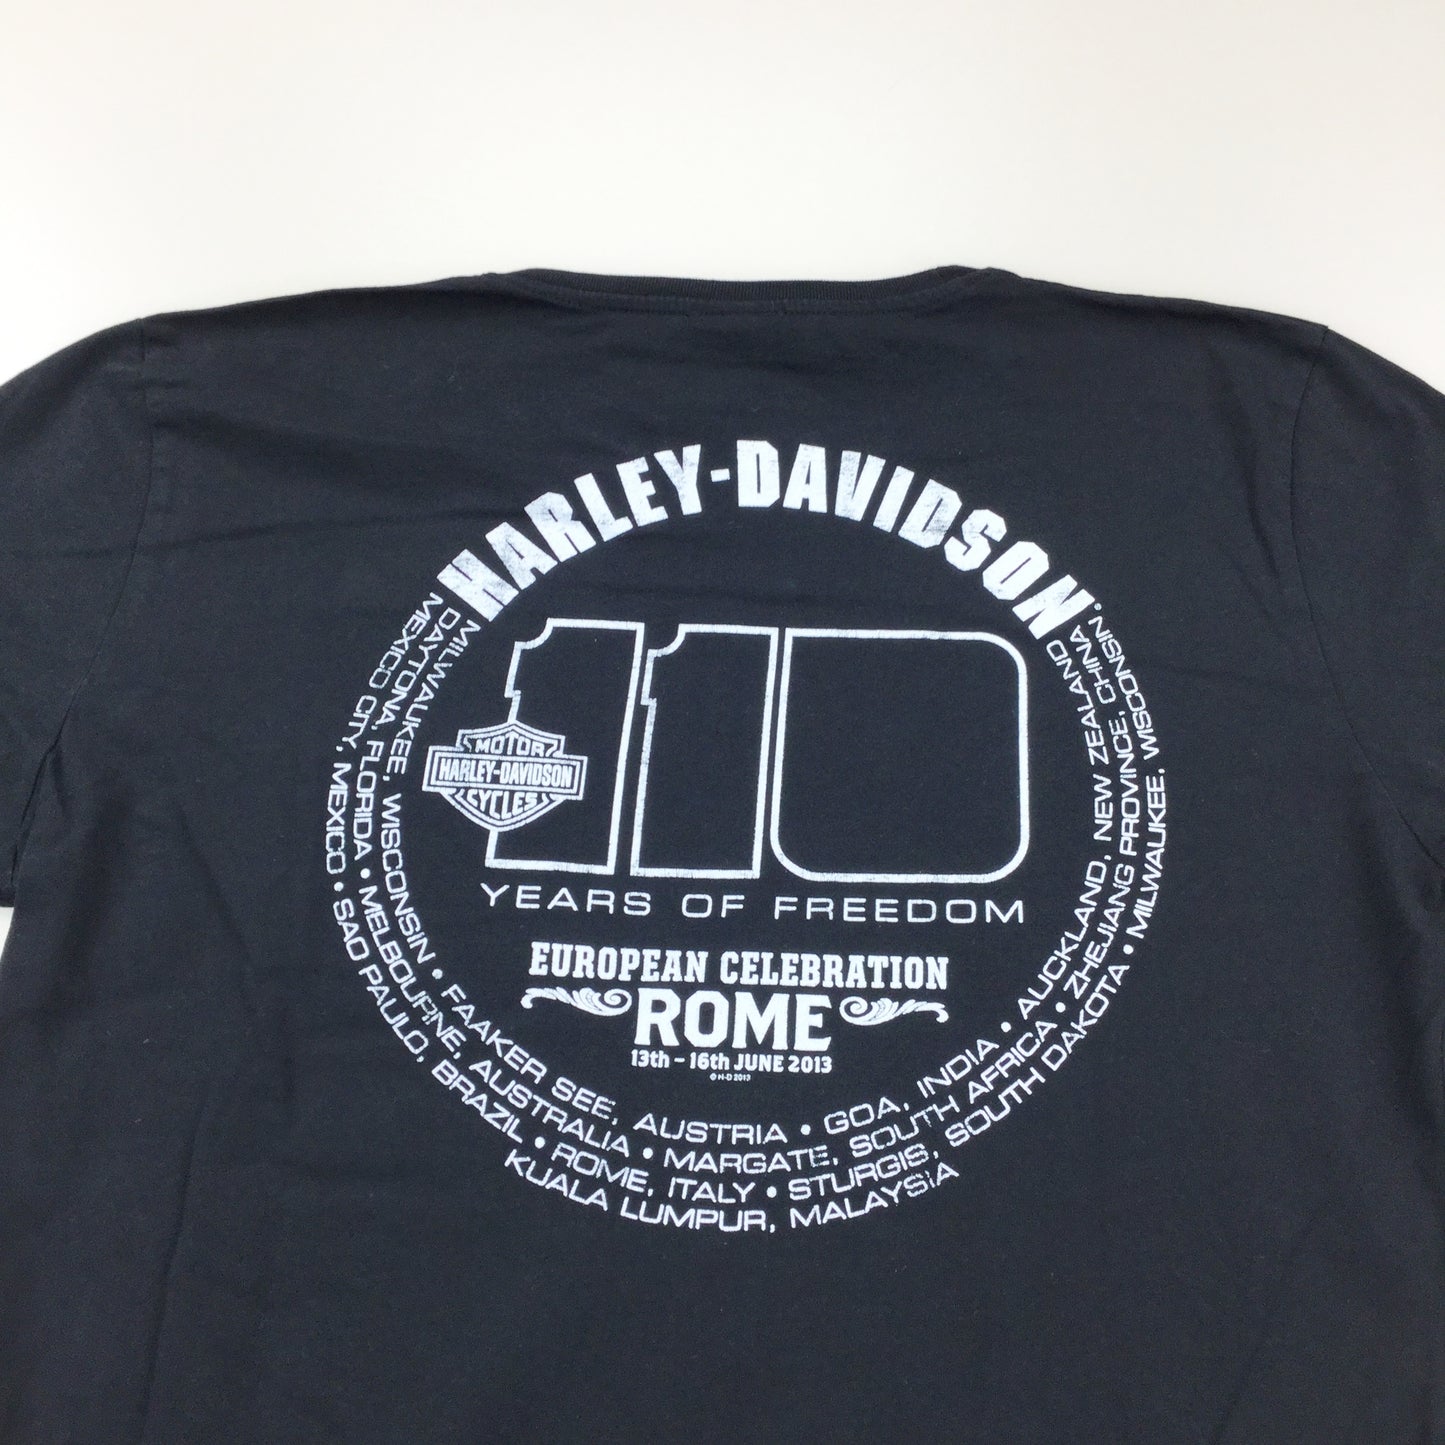 HARLEY-DAVIDSON
110
MOTOR
HARLEY-DAVIDSON
CYCLES
YEARS OF FREEDOM
EUROPEAN CELEBRATION
ROME
13th - 16th JUNE 2013
© H-D 2013
MILWAUKEE, WISCONSIN • FAAKER SEE, AUSTRIA • GOA, INDIA • AUCKLAND, NEW ZEALAND
DAYTONA, FLORIDA • MELBOURNE, AUSTRALIA • MARGATE, SOUTH AFRICA • ZHEJIANG PROVINCE, CHINA
MEXICO CITY, MEXICO • SAO PAULO, BRAZIL • ROME, ITALY • STURGIS, SOUTH DAKOTA • MILWAUKEE, WISCONSIN.
KUALA LUMPUR, MALAYSIA